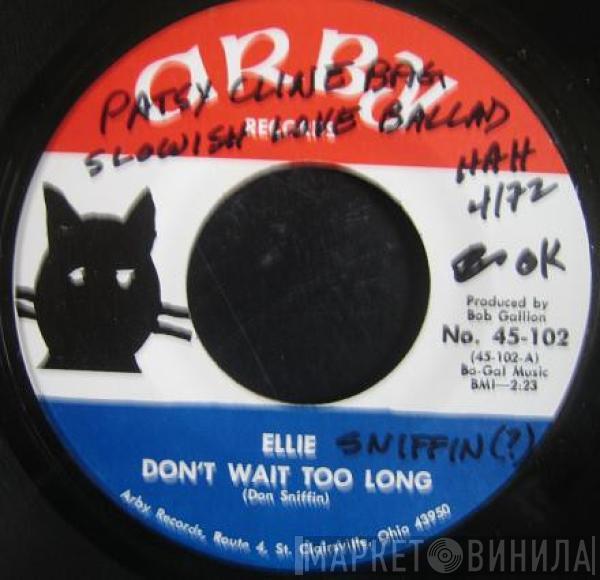 ARBY
RECORDS
PATSY CLINE BAG
SLOWISH LOVE BALLAD
HAH
4/72
OK
Produced by
Bob Gallion
No. 45-102
(45-102-A)
Ba-Gal Music
BMI—2:23
ELLIE SNIFFIN(?)
DON'T WAIT TOO LONG
(Don Sniffin)
Arby Records, Route 4, St. Clairsville, Ohio 43950
МАРКЕТ ВИНИЛА